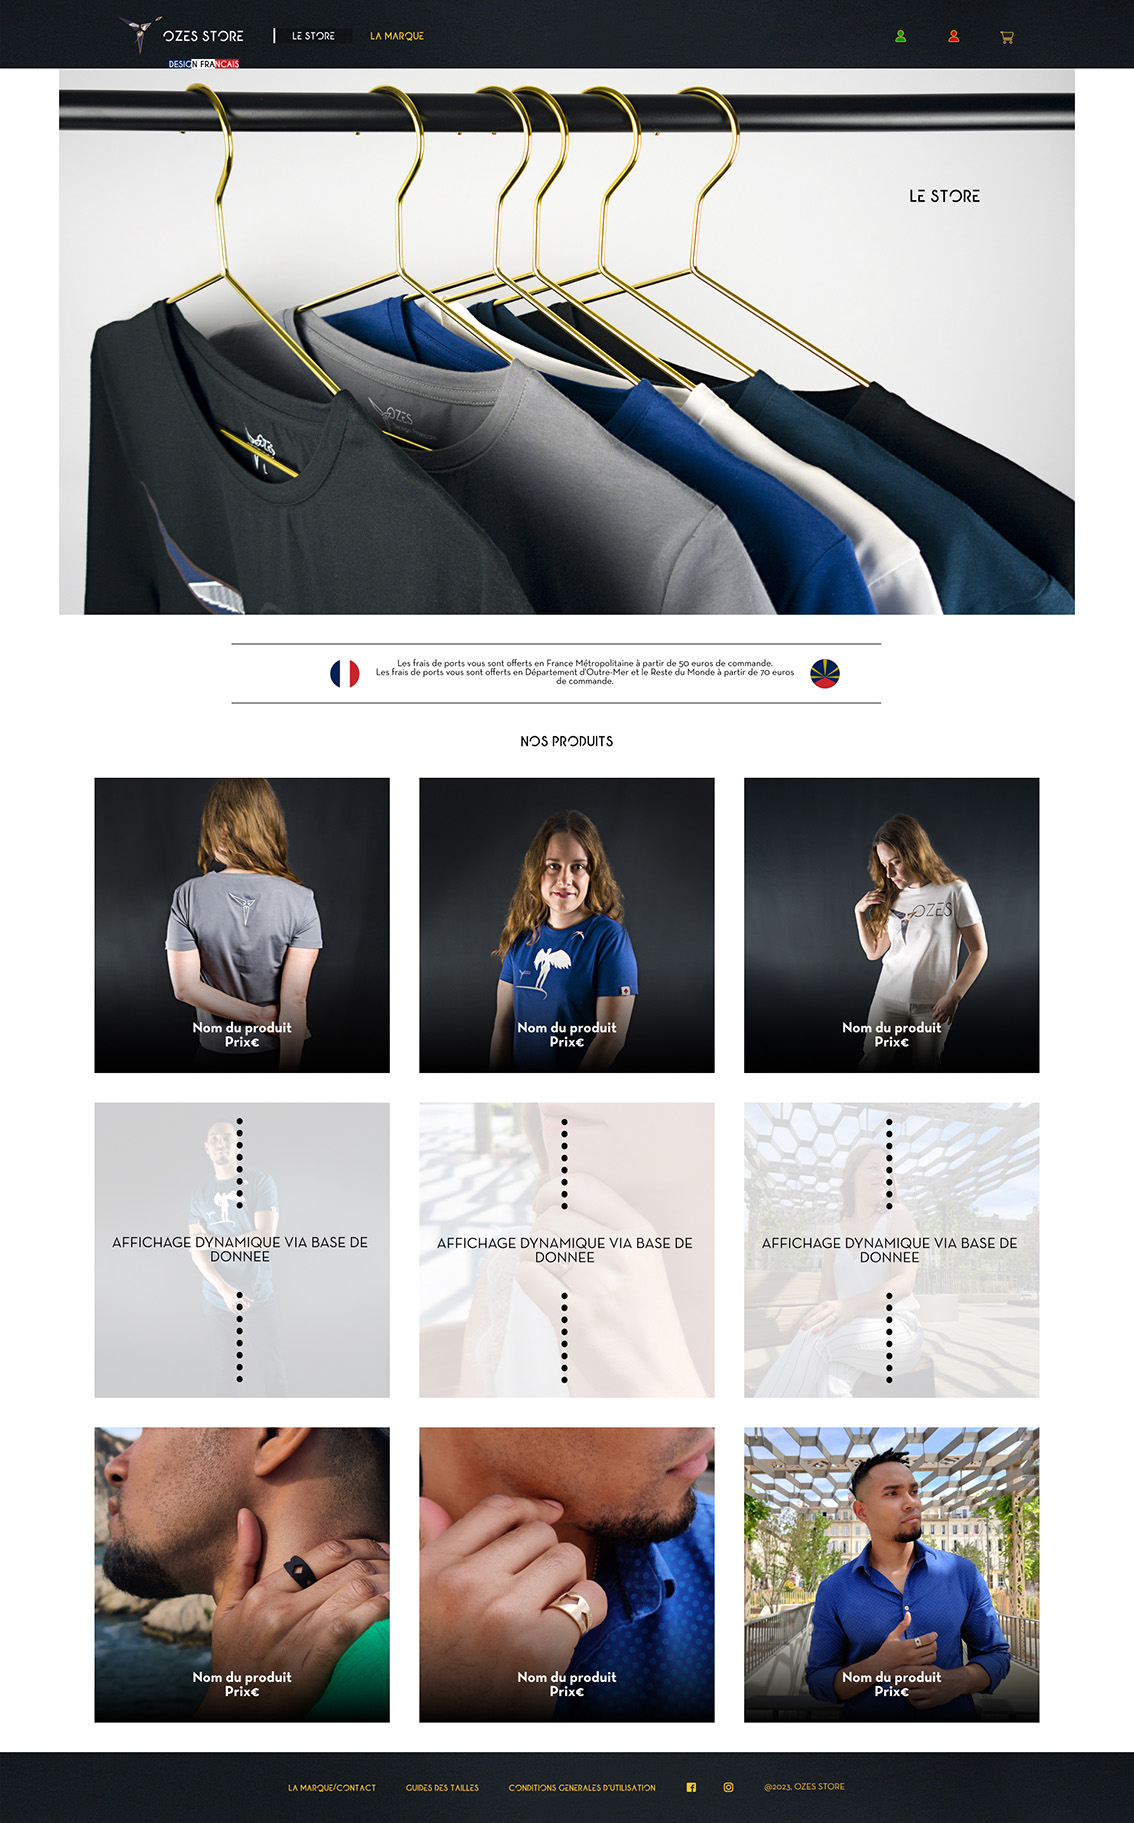 OZES STORE
LE STORE
LA MARQUE
DESIGN FRANCAIS
LE STORE
OZES
OZES
Design Français
Les frais de ports vous sont offerts en France Métropolitaine à partir de 50 euros de commande.
Les frais de ports vous sont offerts en Département d'Outre-Mer et le Reste du Monde à partir de 70 euros
de commande.
NOS PRODUITS
OZES
Nom du produit
Prix€
Nom du produit
Prix€
Nom du produit
Prix€
AFFICHAGE DYNAMIQUE VIA BASE DE
DONNEE
AFFICHAGE DYNAMIQUE VIA BASE DE
DONNEE
AFFICHAGE DYNAMIQUE VIA BASE DE
DONNEE
Nom du produit
Prix€
Nom du produit
Prix€
Nom du produit
Prix€
LA MARQUE/CONTACT
GUIDES DES TAILLES
CONDITIONS GENERALES D'UTILISATION
@2023, OZES STORE